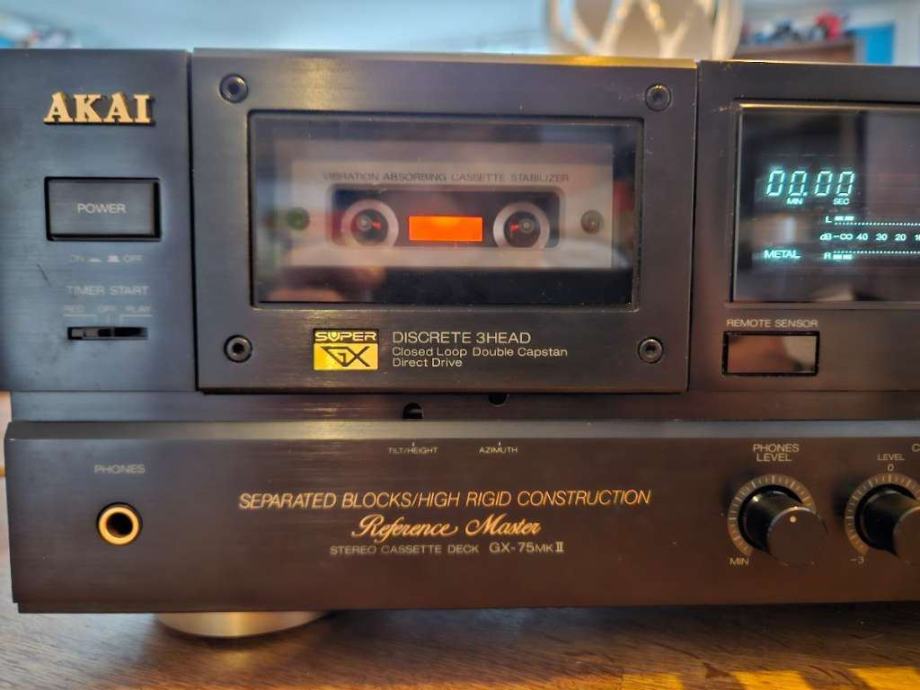 AKAI
POWER
ON OFF
TIMER START
REC OFF PLAY
VIBRATION ABSORBING CASSETTE STABILIZER
SUPER
GX
DISCRETE 3HEAD
Closed Loop Double Capstan
Direct Drive
00.00
MIN SEC
L
dB-∞ 40 30 20
METAL R
REMOTE SENSOR
TILT/HEIGHT AZIMUTH
PHONES
SEPARATED BLOCKS/HIGH RIGID CONSTRUCTION
Reference Master
STEREO CASSETTE DECK GX-75MKII
PHONES
LEVEL
MIN
LEVEL
0
-3